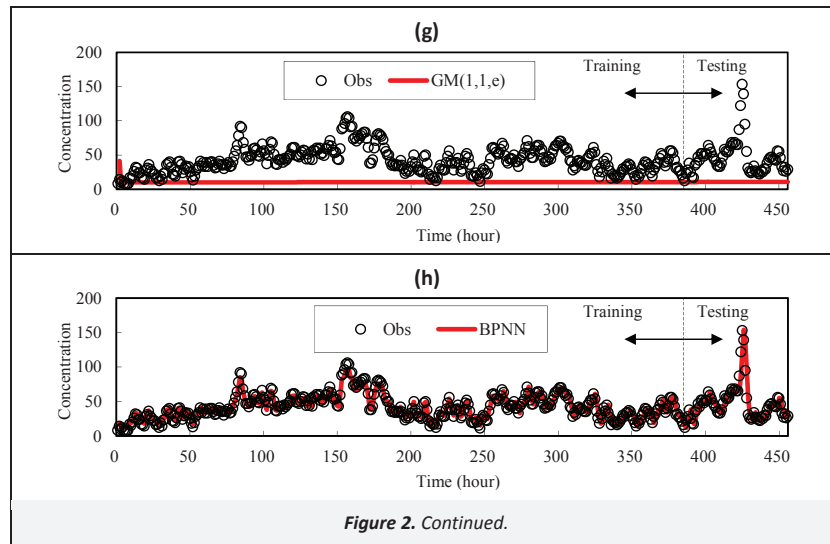 (g)
200
150
100
50
0
Concentration
Obs GM(1,1,e)
Training Testing
0 50 100 150 200 250 300 350 400 450
Time (hour)
(h)
200
150
100
50
0
Concentration
Obs BPNN
Training Testing
0 50 100 150 200 250 300 350 400 450
Time (hour)
Figure 2. Continued.